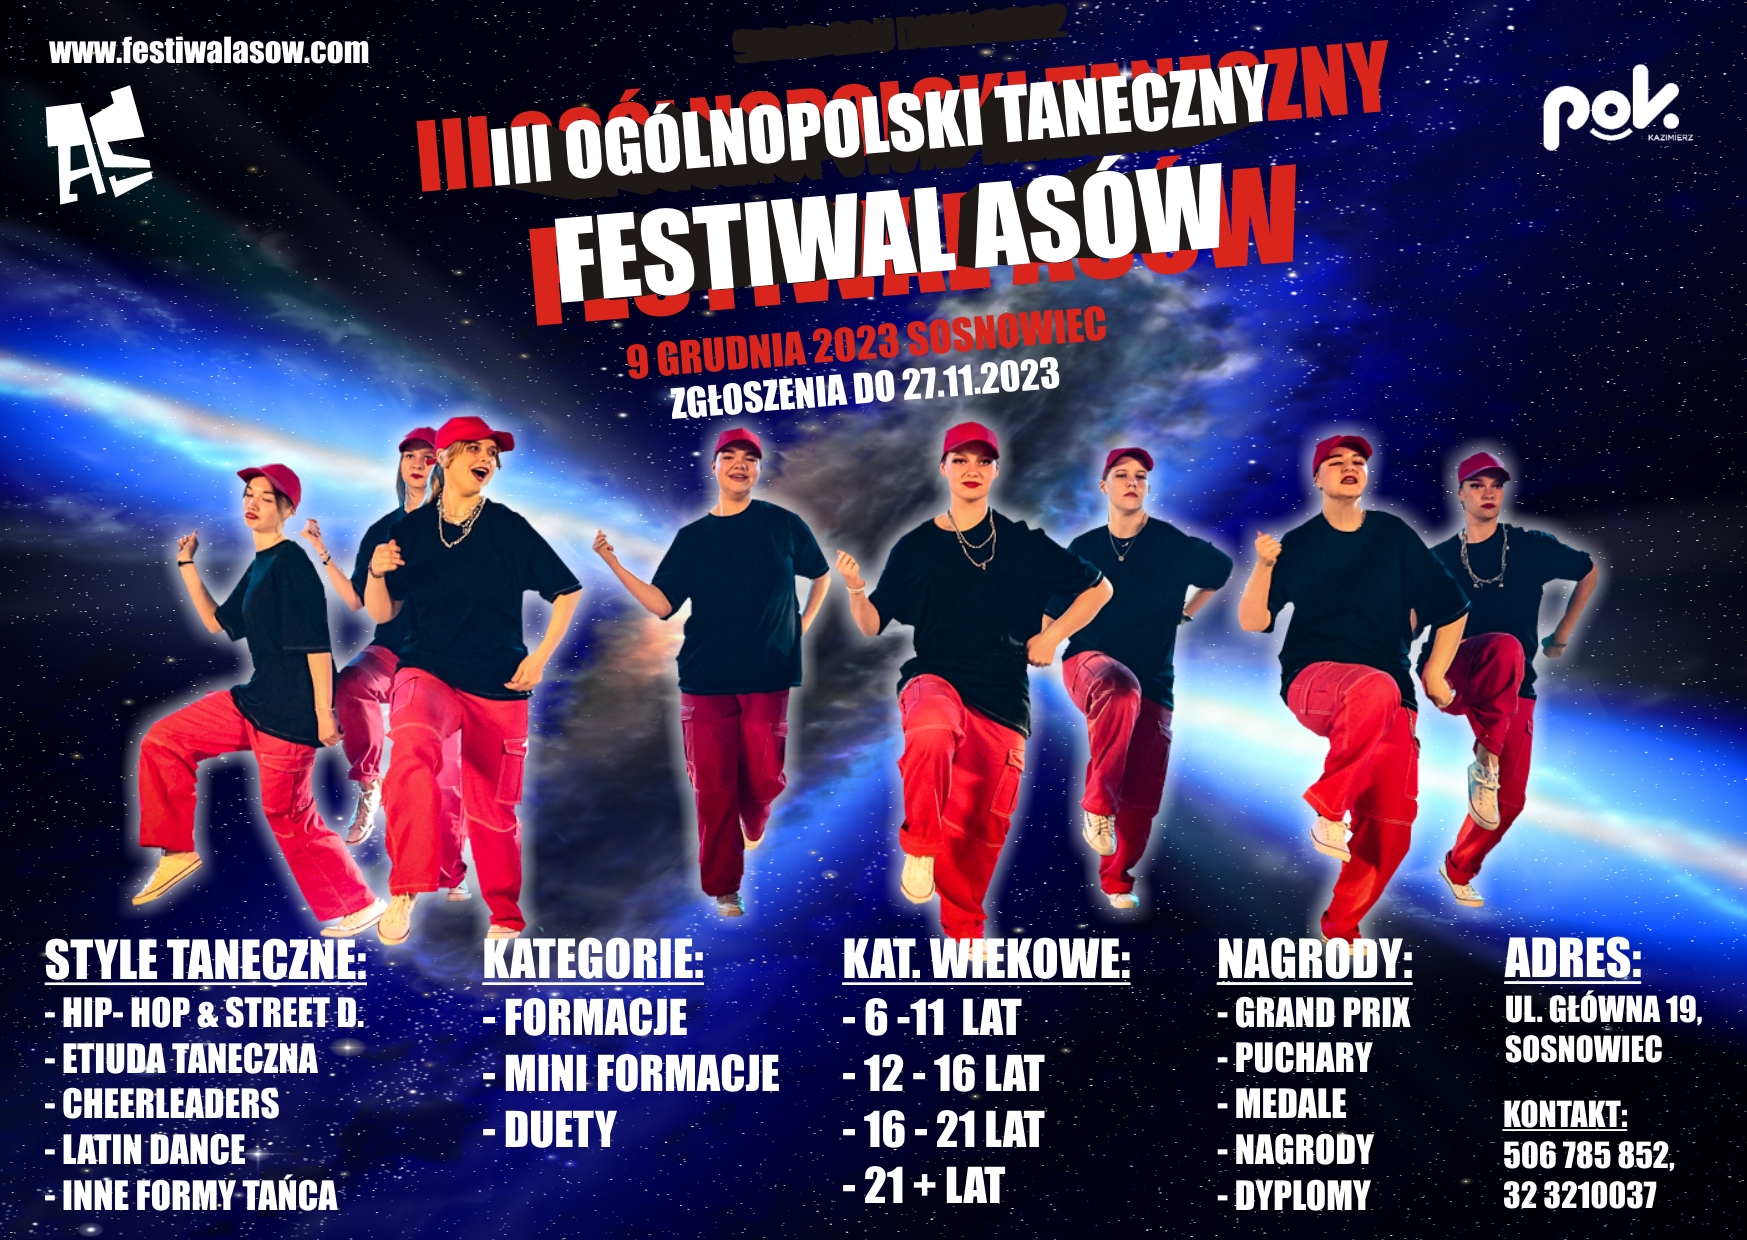 www.festiwalasow.com
AS
pok.
KAZIMIERZ
III OGÓLNOPOLSKI TANECZNY
FESTIWAL ASÓW
9 GRUDNIA 2023 SOSNOWIEC
ZGŁOSZENIA DO 27.11.2023
STYLE TANECZNE:
- HIP- HOP & STREET D.
- ETIUDA TANECZNA
- CHEERLEADERS
- LATIN DANCE
- INNE FORMY TAŃCA
KATEGORIE:
- FORMACJE
- MINI FORMACJE
- DUETY
KAT. WIEKOWE:
- 6 -11 LAT
- 12 - 16 LAT
- 16 - 21 LAT
- 21 + LAT
NAGRODY:
- GRAND PRIX
- PUCHARY
- MEDALE
- NAGRODY
- DYPLOMY
ADRES:
UL. GŁÓWNA 19,
SOSNOWIEC
KONTAKT:
506 785 852,
32 3210037